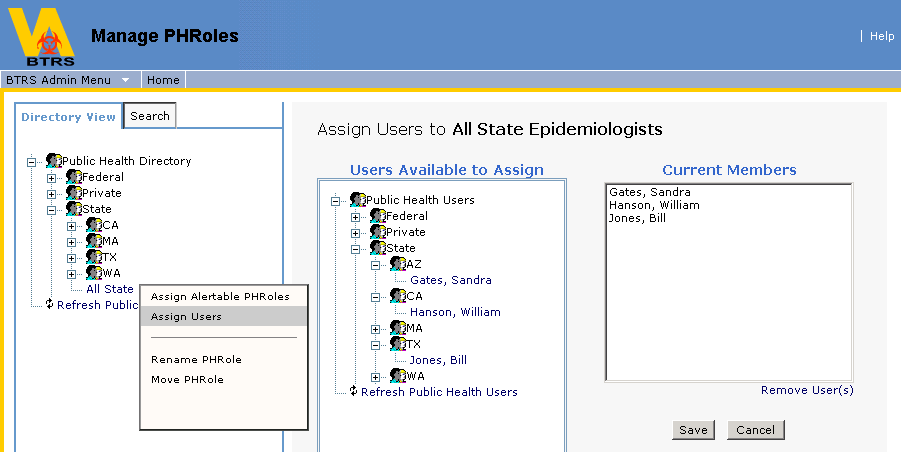 BTRS
Manage PHRoles
| Help
BTRS Admin Menu
Home
Directory View
Search
Public Health Directory
Federal
Private
State
CA
MA
TX
WA
All State
Refresh Public
Assign Alertable PHRoles
Assign Users
Rename PHRole
Move PHRole
Assign Users to All State Epidemiologists
Users Available to Assign
Public Health Users
Federal
Private
State
AZ
Gates, Sandra
CA
Hanson, William
MA
TX
Jones, Bill
WA
Refresh Public Health Users
Current Members
Gates, Sandra
Hanson, William
Jones, Bill
Remove User(s)
Save
Cancel